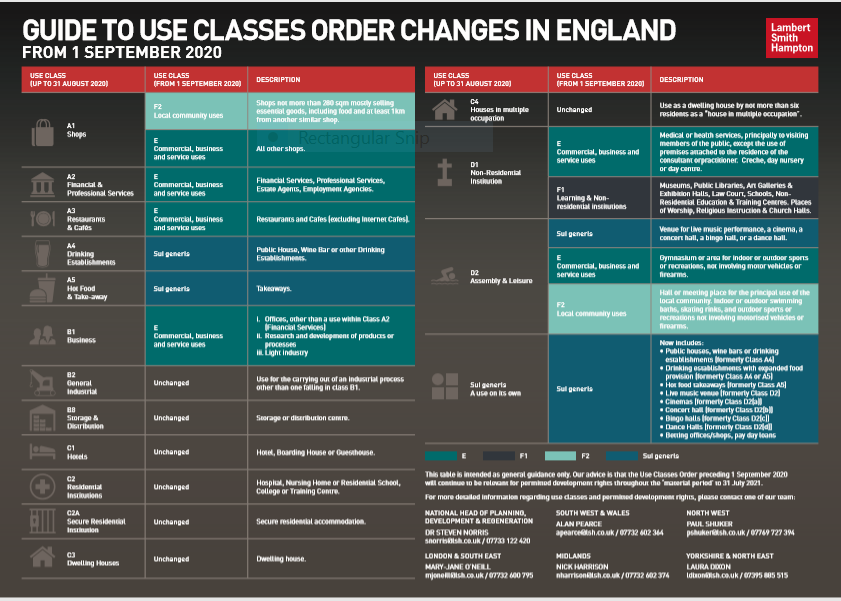 GUIDE TO USE CLASSES ORDER CHANGES IN ENGLAND
FROM 1 SEPTEMBER 2020
Lambert
Smith
Hampton
USE CLASS
(UP TO 31 AUGUST 2020)
USE CLASS
(FROM 1 SEPTEMBER 2020)
DESCRIPTION
A1
Shops
F2
Local community uses
Shops not more than 280 sqm mostly selling
essential goods, including food and at least 1km
from another similar shop.
Rectangular Snip
E
Commercial, business
and service uses
All other shops.
A2
Financial &
Professional Services
E
Commercial, business
and service uses
Financial Services, Professional Services,
Estate Agents, Employment Agencies.
A3
Restaurants
& Cafés
E
Commercial, business
and service uses
Restaurants and Cafes (excluding Internet Cafes).
A4
Drinking
Establishments
Sui generis
Public House, Wine Bar or other Drinking
Establishments.
A5
Hot Food
& Take-away
Sui generis
Takeaways.
B1
Business
E
Commercial, business
and service uses
i. Offices, other than a use within Class A2
(Financial Services)
ii. Research and development of products or
processes
iii. Light industry
B2
General
Industrial
Unchanged
Use for the carrying out of an industrial process
other than one falling in class B1.
B8
Storage &
Distribution
Unchanged
Storage or distribution centre.
C1
Hotels
Unchanged
Hotel, Boarding House or Guesthouse.
C2
Residential
Institutions
Unchanged
Hospital, Nursing Home or Residential School,
College or Training Centre.
C2A
Secure Residential
Institution
Unchanged
Secure residential accommodation.
C3
Dwelling Houses
Unchanged
Dwelling house.
USE CLASS
(UP TO 31 AUGUST 2020)
USE CLASS
(FROM 1 SEPTEMBER 2020)
DESCRIPTION
C4
Houses in multiple
occupation
Unchanged
Use as a dwelling house by not more than six
residents as a "house in multiple occupation".
D1
Non-Residential
Institution
E
Commercial, business and
service uses
Medical or health services, principally to visiting
members of the public, except the use of
premises attached to the residence of the
consultant orpractitioner. Creche, day nursery
or day centre.
F1
Learning & Non-
residential institutions
Museums, Public Libraries, Art Galleries &
Exhibition Halls, Law Court, Schools, Non-
Residential Education & Training Centres. Places
of Worship, Religious Instruction & Church Halls.
D2
Assembly & Leisure
Sui generis
Venue for live music performance, a cinema, a
concert hall, a bingo hall, or a dance hall.
E
Commercial, business and
service uses
Gymnasium or area for indoor or outdoor sports
or recreations, not involving motor vehicles or
firearms.
F2
Local community uses
Hall or meeting place for the principal use of the
local community. Indoor or outdoor swimming
baths, skating rinks, and outdoor sports or
recreations not involving motorised vehicles or
firearms.
Sui generis
A use on its own
Sui generis
Now includes:
• Public houses, wine bars or drinking
establishments (formerly Class A4)
• Drinking establishments with expanded food
provision (formerly Class A4 or A5)
• Hot food takeaways (formerly Class A5)
• Live music venue (formerly Class D2)
• Cinemas (formerly Class D2(a))
• Concert hall (formerly Class D2(b))
• Bingo halls (formerly Class D2(c))
• Dance Halls (formerly Class D2(d))
• Betting offices/shops, pay day loans
E
F1
F2
Sui generis
This table is intended as general guidance only. Our advice is that the Use Classes Order preceding 1 September 2020
will continue to be relevant for permitted development rights throughout the 'material period' to 31 July 2021.
For more detailed information regarding use classes and permitted development rights, please contact one of our team:
NATIONAL HEAD OF PLANNING,
DEVELOPMENT & REGENERATION
DR STEVEN NORRIS
snorris@lsh.co.uk / 07733 122 420
SOUTH WEST & WALES
ALAN PEARCE
apearce@lsh.co.uk / 07732 602 364
NORTH WEST
PAUL SHUKER
pshuker@lsh.co.uk / 07769 727 394
LONDON & SOUTH EAST
MARY-JANE O'NEILL
mjoneill@lsh.co.uk / 07732 600 795
MIDLANDS
NICK HARRISON
nharrison@lsh.co.uk / 07732 602 374
YORKSHIRE & NORTH EAST
LAURA DIXON
ldixon@lsh.co.uk / 07395 885 515